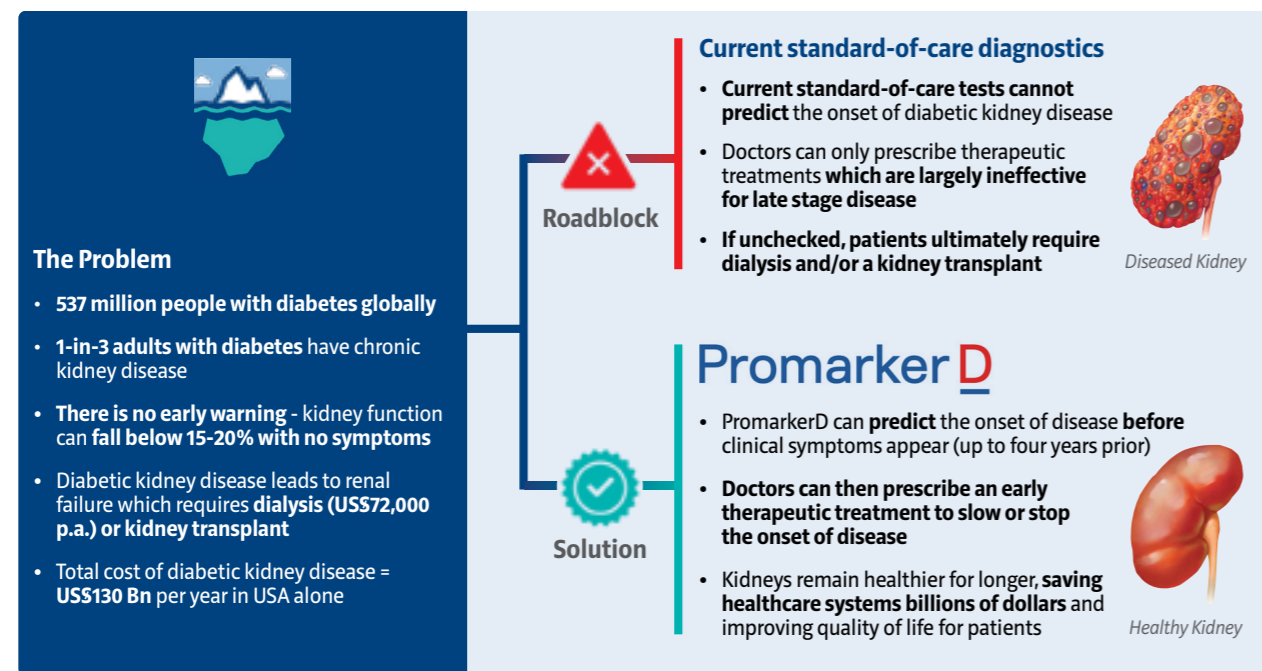 The Problem
• 537 million people with diabetes globally
• 1-in-3 adults with diabetes have chronic
kidney disease
• There is no early warning - kidney function
can fall below 15-20% with no symptoms
• Diabetic kidney disease leads to renal
failure which requires dialysis (US$72,000
p.a.) or kidney transplant
• Total cost of diabetic kidney disease =
US$130 Bn per year in USA alone
Roadblock
Current standard-of-care diagnostics
• Current standard-of-care tests cannot
predict the onset of diabetic kidney disease
• Doctors can only prescribe therapeutic
treatments which are largely ineffective
for late stage disease
• If unchecked, patients ultimately require
dialysis and/or a kidney transplant
Diseased Kidney
Solution
PromarkerD
• PromarkerD can predict the onset of disease before
clinical symptoms appear (up to four years prior)
• Doctors can then prescribe an early
therapeutic treatment to slow or stop
the onset of disease
• Kidneys remain healthier for longer, saving
healthcare systems billions of dollars and
improving quality of life for patients
Healthy Kidney